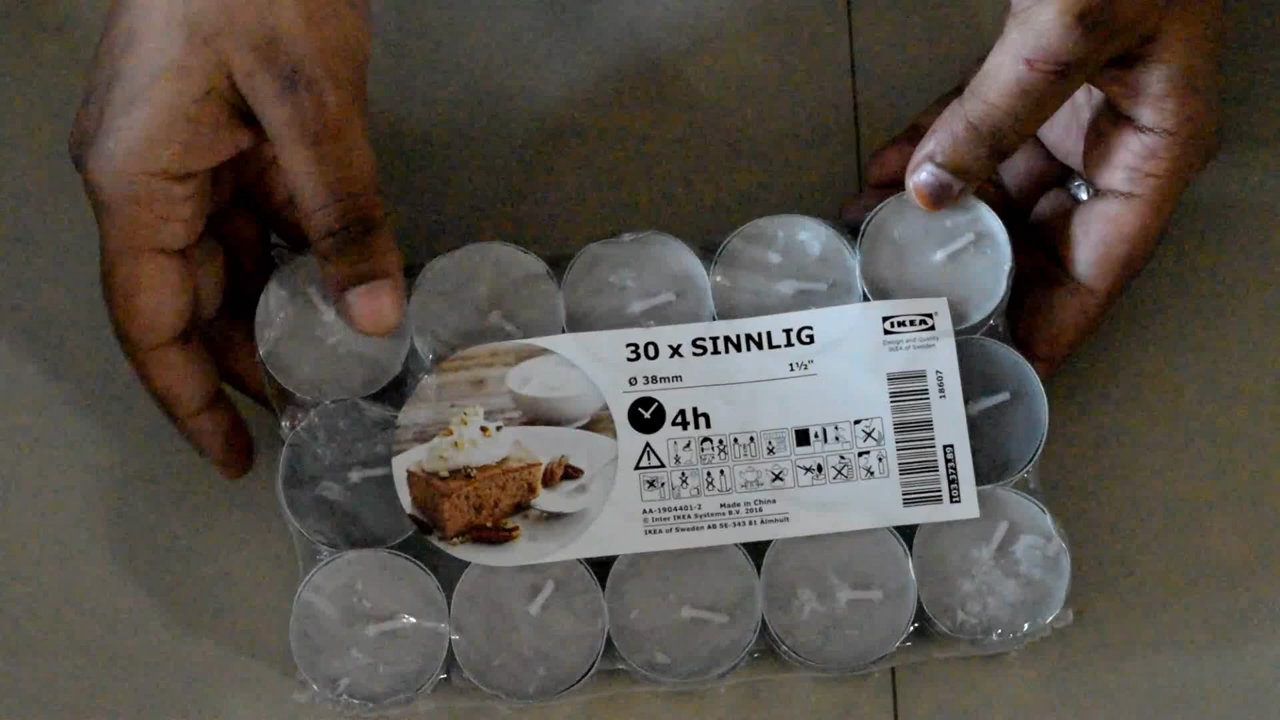 30 x SINNLIG
IKEA®
Design and Quality
IKEA of Sweden
Ø 38mm 1½"
4h
18607
103.373.89
AA-1904401-2 Made in China
© Inter IKEA Systems B.V. 2016
IKEA of Sweden AB SE-343 81 Älmhult